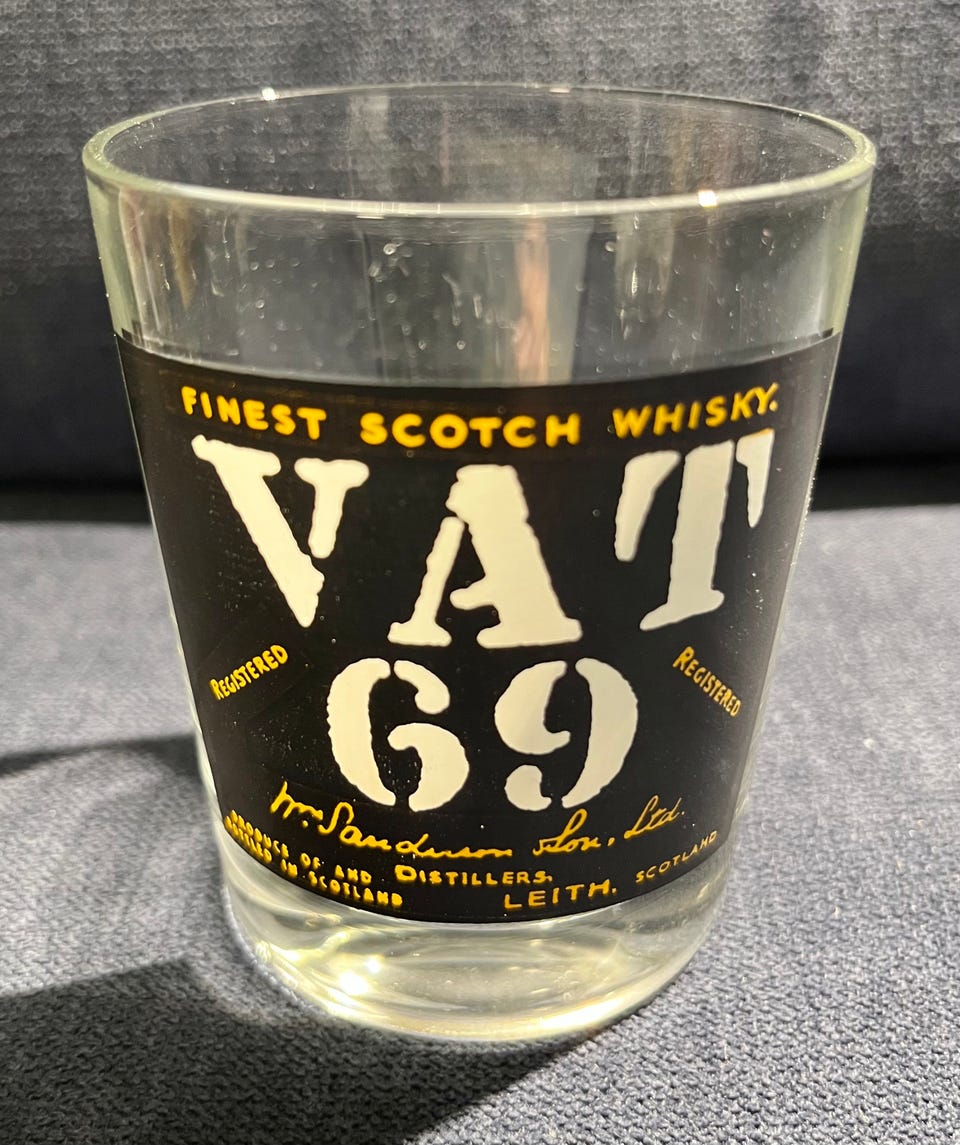 FINEST SCOTCH WHISKY.
VAT
69
REGISTERED
REGISTERED
Wm. Sanderson Son, Ltd.
PRODUCE OF AND
BOTTLED IN SCOTLAND
DISTILLERS,
LEITH. SCOTLAND